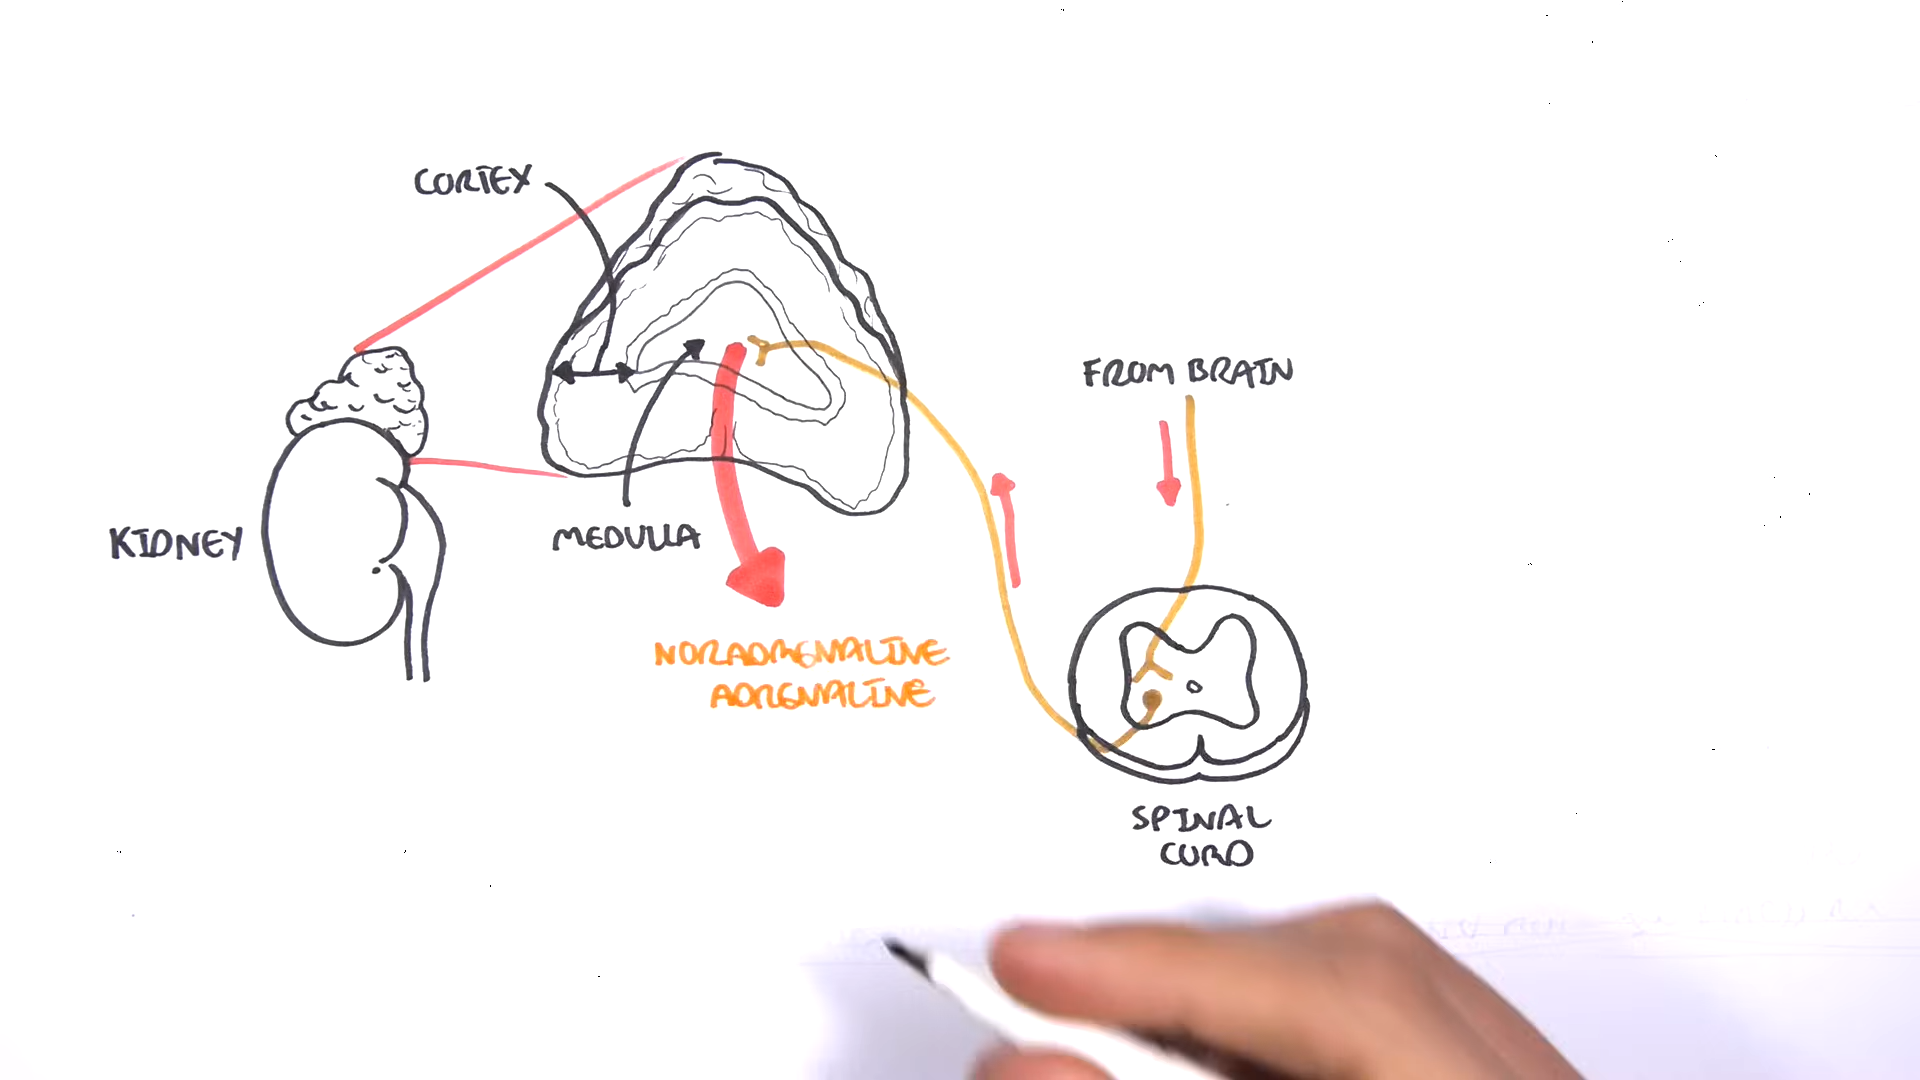 CORTEX
FROM BRAIN
KIDNEY
MEDULLA
NORADRENALINE
ADRENALINE
SPINAL
CORD